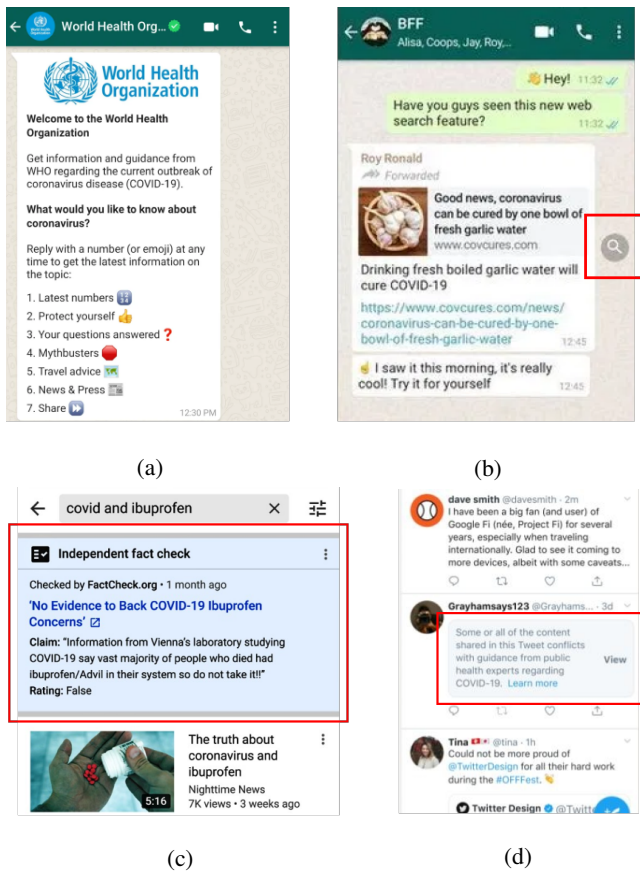 World Health Org...
World Health
Organization
Welcome to the World Health
Organization
Get information and guidance from
WHO regarding the current outbreak of
coronavirus disease (COVID-19).
What would you like to know about
coronavirus?
Reply with a number (or emoji) at any
time to get the latest information on
the topic:
1. Latest numbers 🔢
2. Protect yourself 👍
3. Your questions answered ❓
4. Mythbusters 🛑
5. Travel advice 🗺️
6. News & Press 📰
7. Share ⏩
12:30 PM
(a)
BFF
Alisa, Coops, Jay, Roy,...
👋 Hey! 11:32
Have you guys seen this new web
search feature? 11:32
Roy Ronald
Forwarded
Good news, coronavirus
can be cured by one bowl of
fresh garlic water
www.covcures.com
Drinking fresh boiled garlic water will
cure COVID-19
https://www.covcures.com/news/
coronavirus-can-be-cured-by-one-
bowl-of-fresh-garlic-water 12:45
☝ I saw it this morning, it's really
cool! Try it for yourself 12:45
(b)
covid and ibuprofen
Independent fact check
Checked by FactCheck.org • 1 month ago
'No Evidence to Back COVID-19 Ibuprofen
Concerns'
Claim: "Information from Vienna's laboratory studying
COVID-19 say vast majority of people who died had
ibuprofen/Advil in their system so do not take it!!"
Rating: False
5:16
The truth about
coronavirus and
ibuprofen
Nighttime News
7K views • 3 weeks ago
(c)
dave smith @davesmith · 2m
I have been a big fan (and user) of
Google Fi (née, Project Fi) for several
years, especially when traveling
internationally. Glad to see it coming to
more devices, albeit with some caveats...
Grayhamsays123 @Grayhams... · 3d
Some or all of the content
shared in this Tweet conflicts
with guidance from public
health experts regarding
COVID-19. Learn more
View
Tina @tina · 1h
Could not be more proud of
@TwitterDesign for all their hard work
during the #OFFFest.
Twitter Design @Twitt
(d)